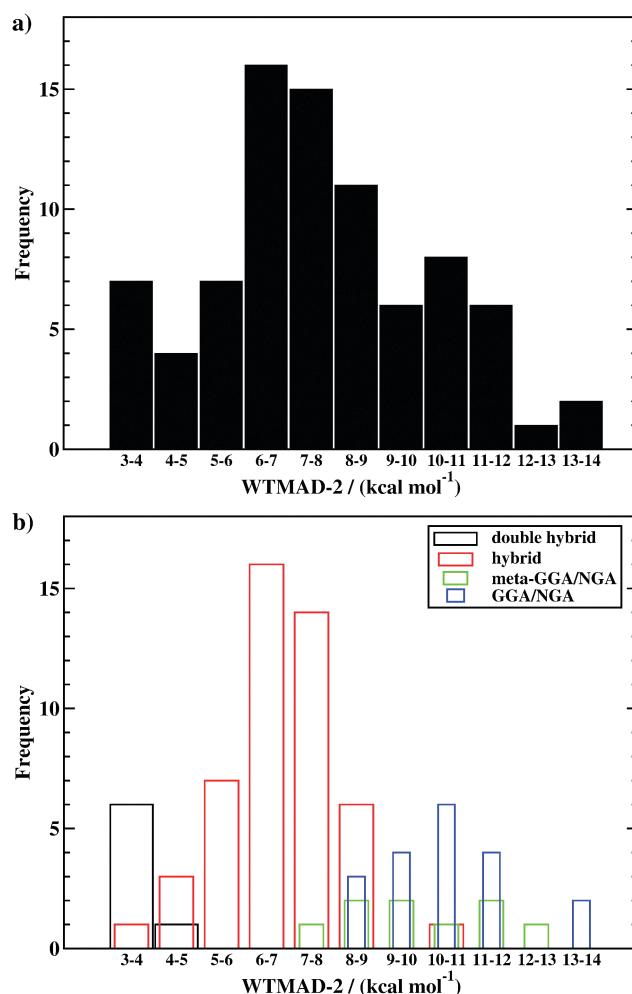 a)
Frequency
15
10
5
0
3-4 4-5 5-6 6-7 7-8 8-9 9-10 10-11 11-12 12-13 13-14
WTMAD-2 / (kcal mol⁻¹)
b)
double hybrid
hybrid
meta-GGA/NGA
GGA/NGA
Frequency
15
10
5
0
3-4 4-5 5-6 6-7 7-8 8-9 9-10 10-11 11-12 12-13 13-14
WTMAD-2 / (kcal mol⁻¹)